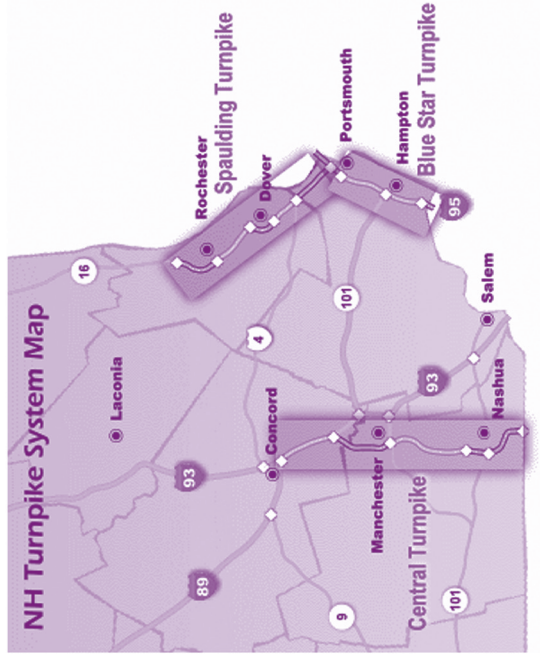 NH Turnpike System Map
16
Laconia
93
89
Rochester
Spaulding Turnpike
4
Dover
Concord
9
101
Portsmouth
Manchester
Hampton
Central Turnpike
Blue Star Turnpike
93
101
95
Salem
Nashua